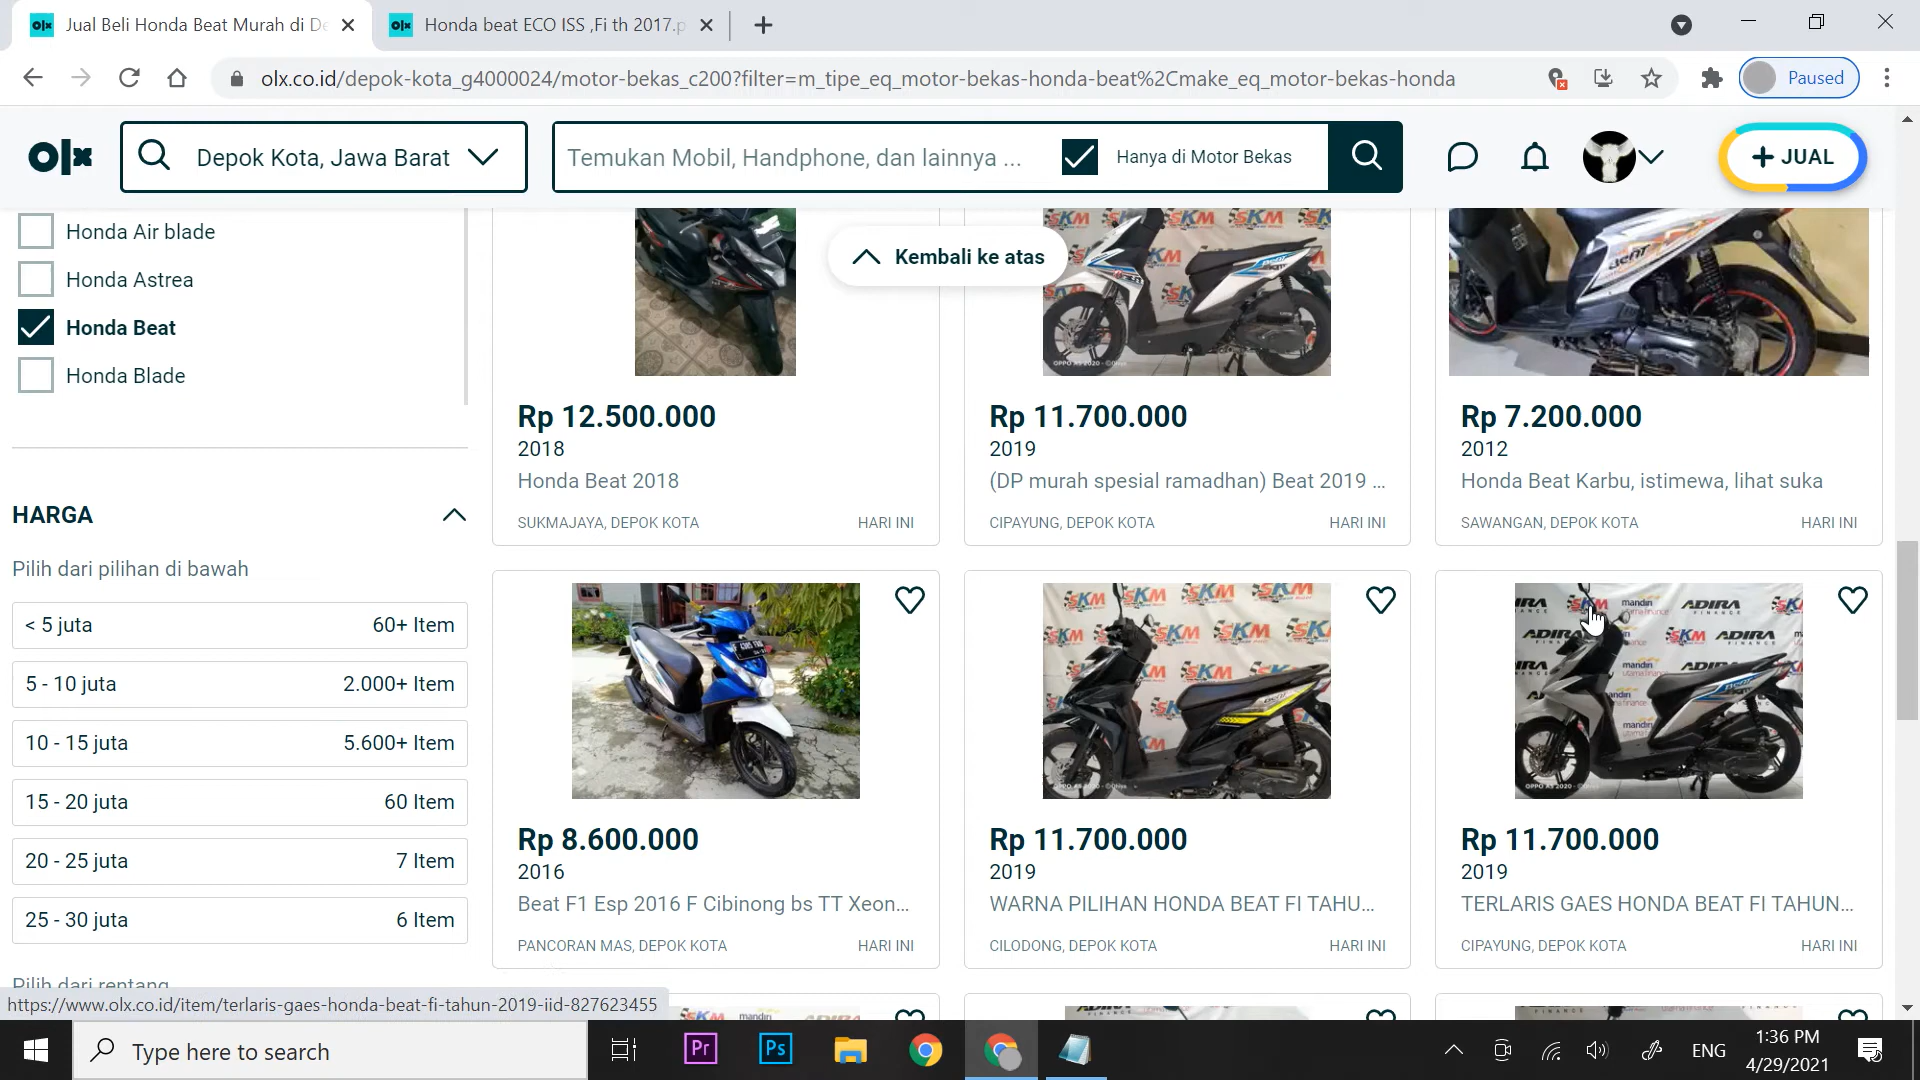 Jual Beli Honda Beat Murah di De
Honda beat ECO ISS ,Fi th 2017.p
olx.co.id/depok-kota_g4000024/motor-bekas_c200?filter=m_tipe_eq_motor-bekas-honda-beat%2Cmake_eq_motor-bekas-honda
Paused
olx
Depok Kota, Jawa Barat
Temukan Mobil, Handphone, dan lainnya ...
Hanya di Motor Bekas
+ JUAL
Kembali ke atas
Honda Air blade
Honda Astrea
Honda Beat
Honda Blade
HARGA
Pilih dari pilihan di bawah
< 5 juta 60+ Item
5 - 10 juta 2.000+ Item
10 - 15 juta 5.600+ Item
15 - 20 juta 60 Item
20 - 25 juta 7 Item
25 - 30 juta 6 Item
Pilih dari rentang
Rp 12.500.000
2018
Honda Beat 2018
SUKMAJAYA, DEPOK KOTA HARI INI
Rp 11.700.000
2019
(DP murah spesial ramadhan) Beat 2019 ...
CIPAYUNG, DEPOK KOTA HARI INI
Rp 7.200.000
2012
Honda Beat Karbu, istimewa, lihat suka
SAWANGAN, DEPOK KOTA HARI INI
Rp 8.600.000
2016
Beat F1 Esp 2016 F Cibinong bs TT Xeon...
PANCORAN MAS, DEPOK KOTA HARI INI
Rp 11.700.000
2019
WARNA PILIHAN HONDA BEAT FI TAHU...
CILODONG, DEPOK KOTA HARI INI
Rp 11.700.000
2019
TERLARIS GAES HONDA BEAT FI TAHUN...
CIPAYUNG, DEPOK KOTA HARI INI
https://www.olx.co.id/item/terlaris-gaes-honda-beat-fi-tahun-2019-iid-827623455
Type here to search
Pr
Ps
ENG
1:36 PM
4/29/2021